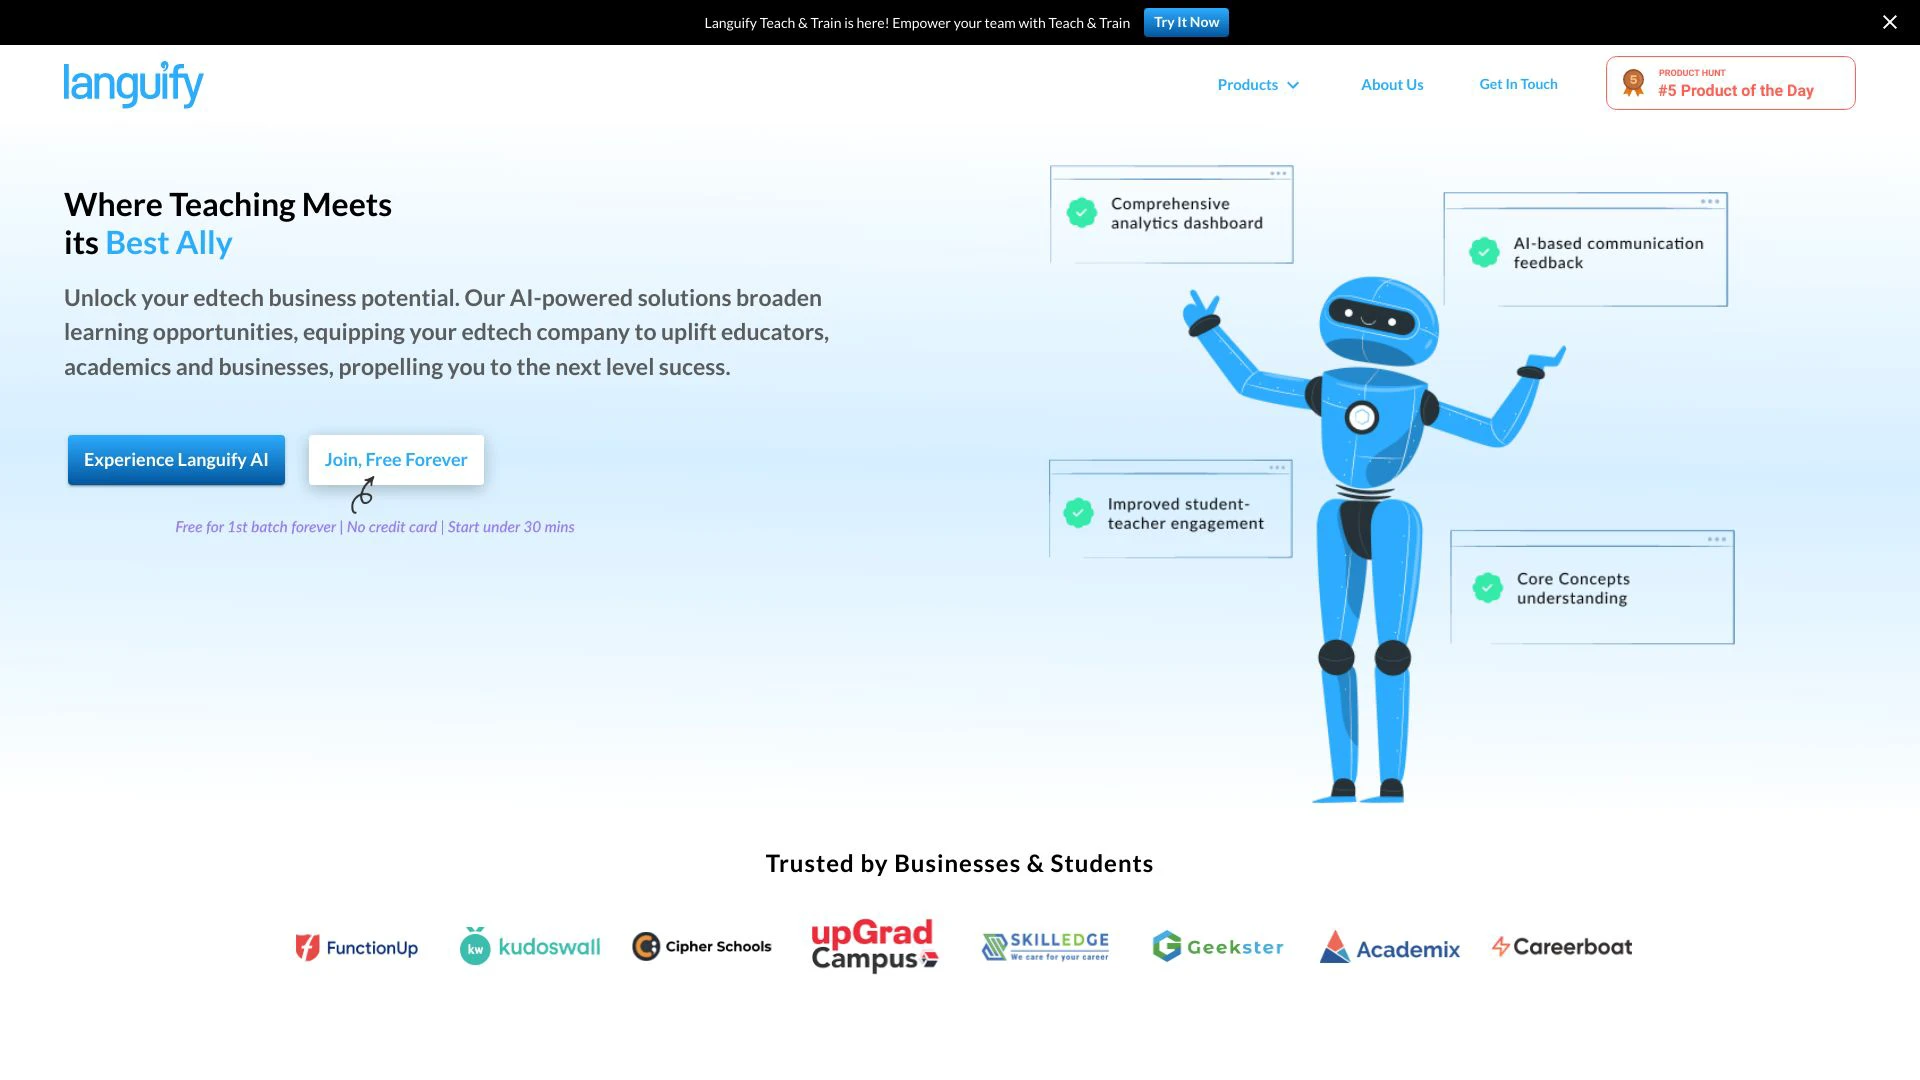 Languify Teach & Train is here! Empower your team with Teach & Train
Try It Now
languify
Products
About Us
Get In Touch
5
PRODUCT HUNT
#5 Product of the Day
Where Teaching Meets
its Best Ally
Unlock your edtech business potential. Our AI-powered solutions broaden
learning opportunities, equipping your edtech company to uplift educators,
academics and businesses, propelling you to the next level sucess.
Experience Languify AI
Join, Free Forever
Free for 1st batch forever | No credit card | Start under 30 mins
Comprehensive
analytics dashboard
AI-based communication
feedback
Improved student-
teacher engagement
Core Concepts
understanding
Trusted by Businesses & Students
FunctionUp
kw kudoswall
Cipher Schools
upGrad
Campus
SKILLEDGE
We care for your career
Geekster
Academix
Careerboat